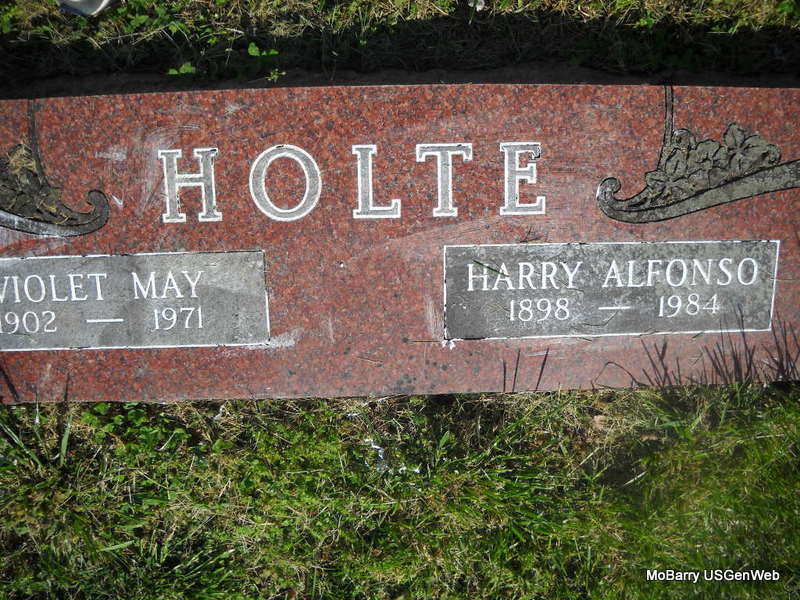 HOLTE
VIOLET MAY
1902 — 1971
HARRY ALFONSO
1898 — 1984
MoBarry USGenWeb